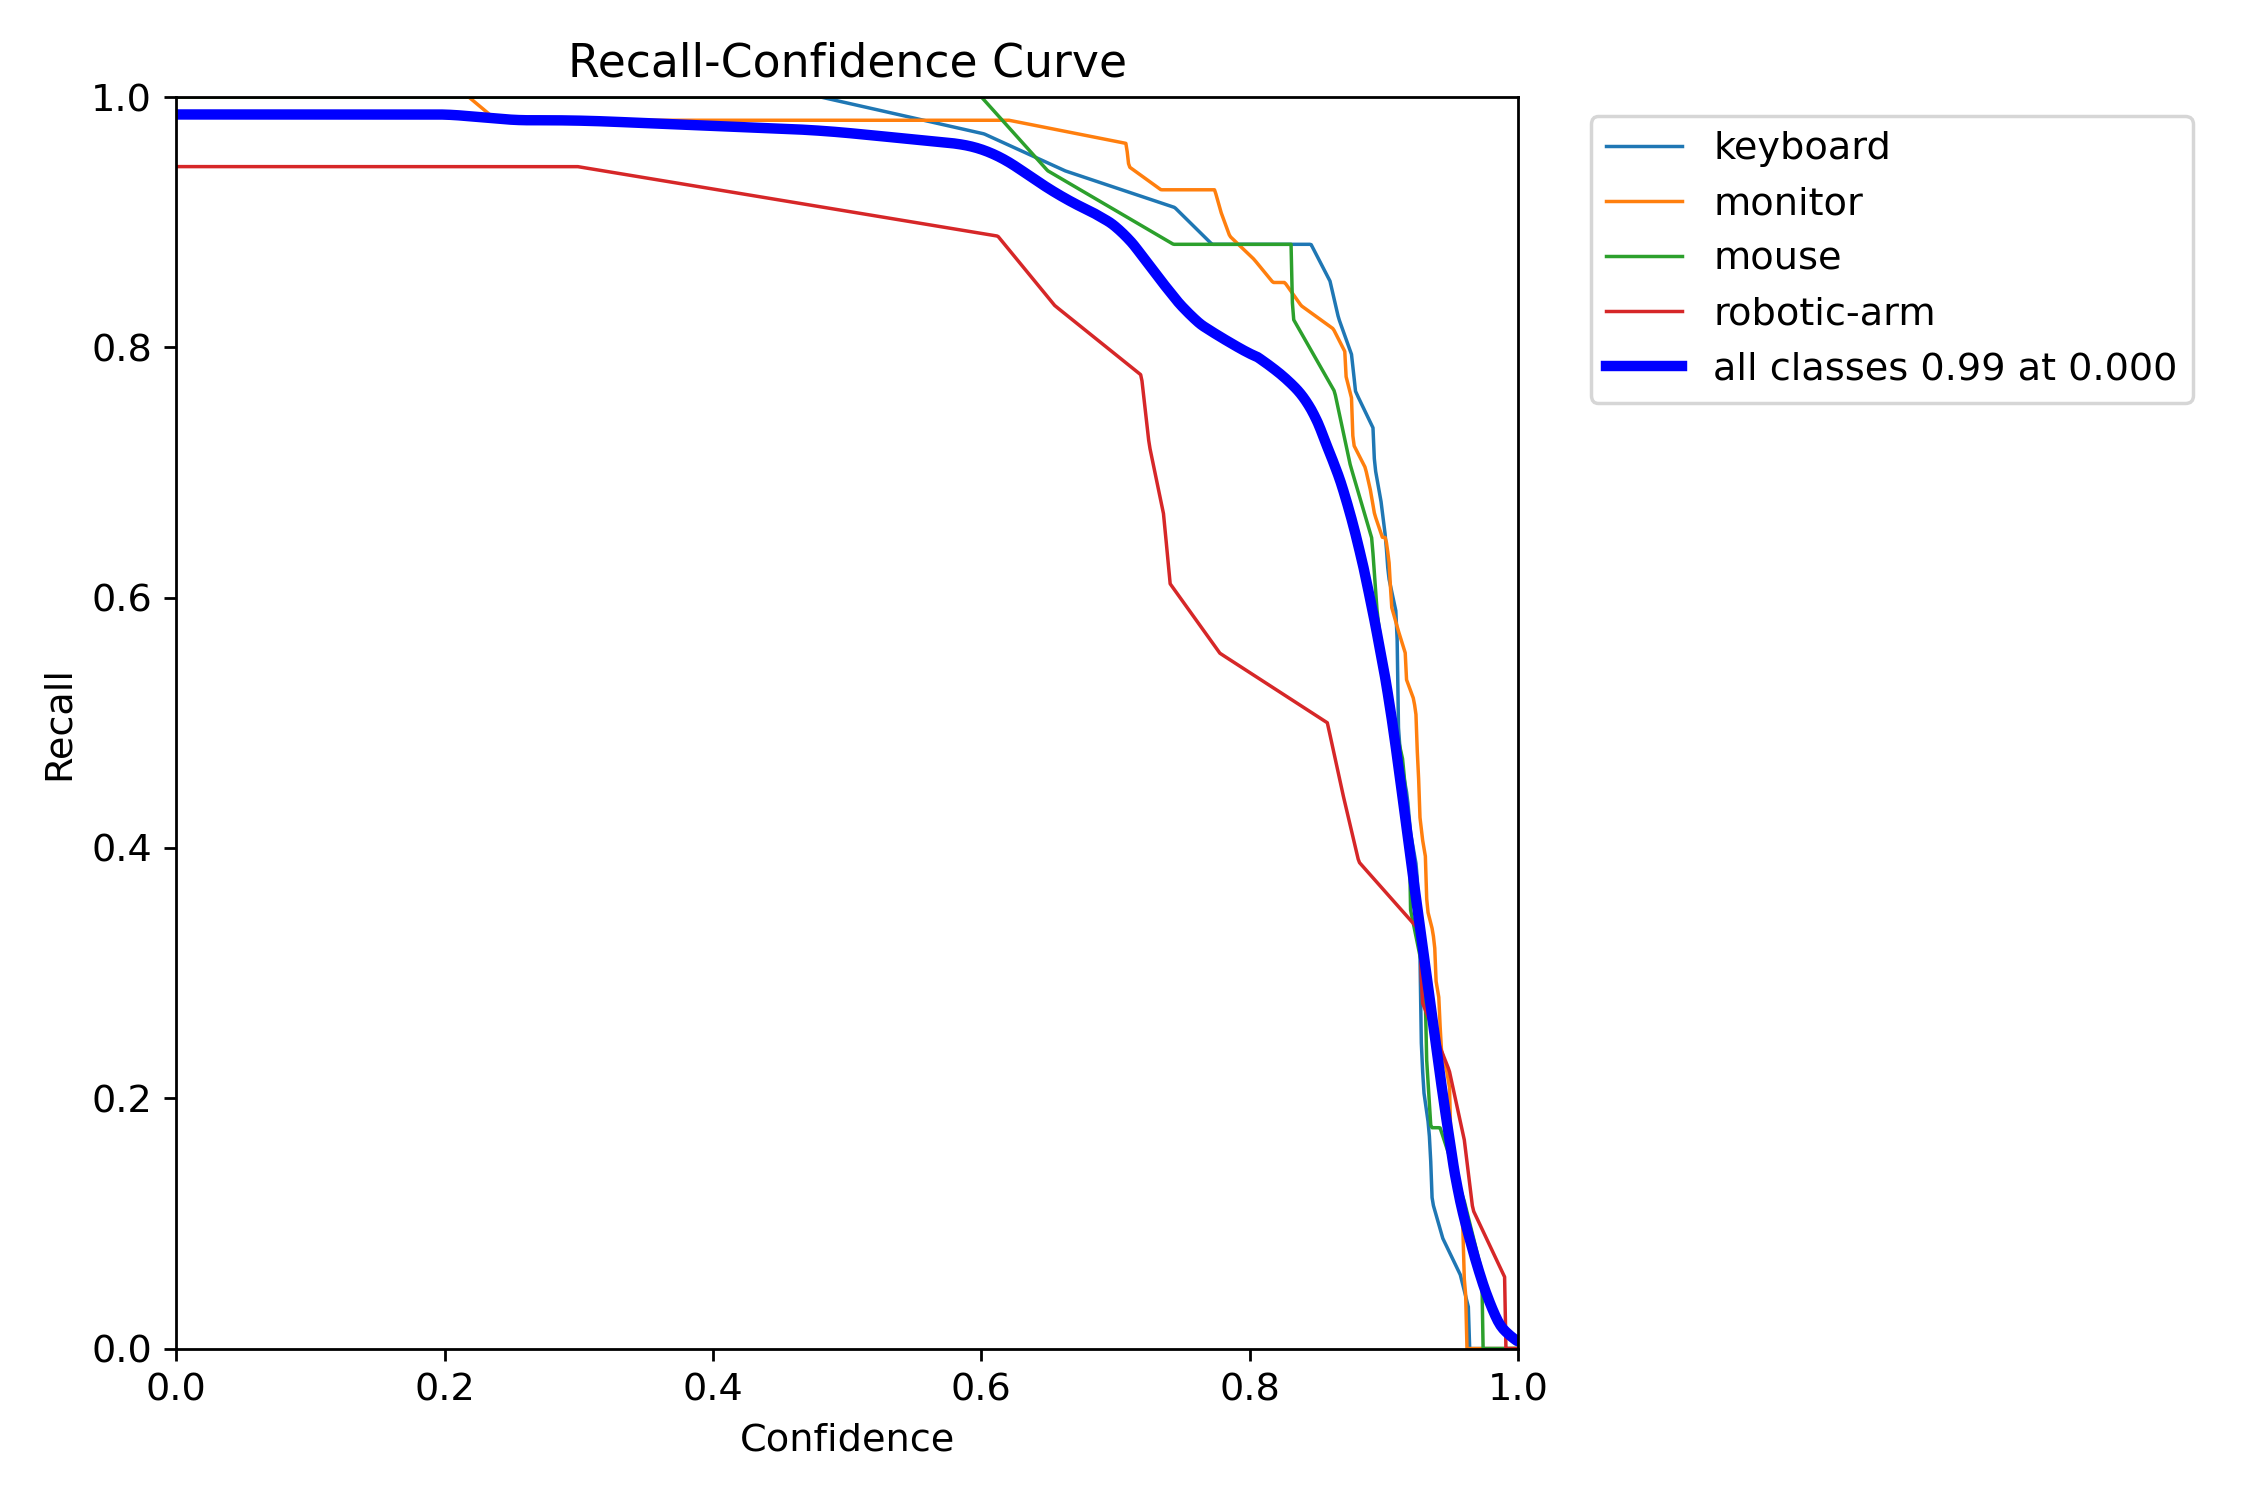 Recall-Confidence Curve
1.0
0.8
0.6
0.4
0.2
0.0
Recall
0.0 0.2 0.4 0.6 0.8 1.0
Confidence
keyboard
monitor
mouse
robotic-arm
all classes 0.99 at 0.000